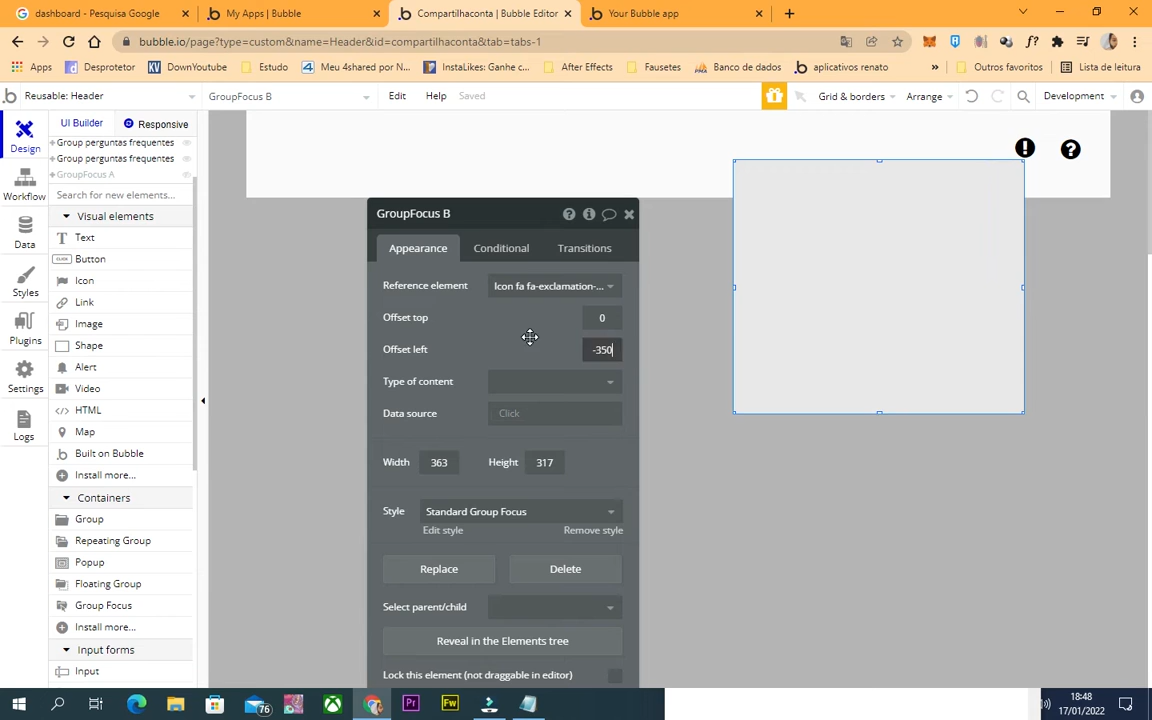 dashboard - Pesquisa Google
My Apps | Bubble
Compartilhaconta | Bubble Editor
Your Bubble app
bubble.io/page?type=custom&name=Header&id=compartilhaconta&tab=tabs-1
Apps
Desprotetor
DownYoutube
Estudo
Meu 4shared por N...
InstaLikes: Ganhe c...
After Effects
Fausetes
Banco de dados
aplicativos renato
»
Outros favoritos
Lista de leitura
Reusable: Header
GroupFocus B
Edit
Help
Saved
Grid & borders
Arrange
Development
Design
Workflow
Data
Styles
Plugins
Settings
Logs
UI Builder
Responsive
Group perguntas frequentes
Group perguntas frequentes
GroupFocus A
Search for new elements...
Visual elements
Text
Button
Icon
Link
Image
Shape
Alert
Video
</> HTML
Map
Built on Bubble
Install more...
Containers
Group
Repeating Group
Popup
Floating Group
Group Focus
Install more...
Input forms
Input
GroupFocus B
Appearance
Conditional
Transitions
Reference element
Icon fa fa-exclamation-...
Offset top
0
Offset left
-350
Type of content
Data source
Click
Width
363
Height
317
Style
Standard Group Focus
Edit style
Remove style
Replace
Delete
Select parent/child
Reveal in the Elements tree
Lock this element (not draggable in editor)
76
Pr
Fw
18:48
17/01/2022